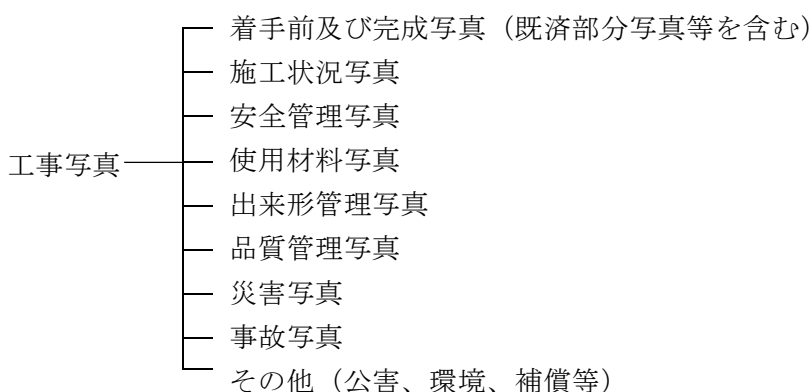 着手前及び完成写真（既済部分写真等を含む）
施工状況写真
安全管理写真
工事写真
使用材料写真
出来形管理写真
品質管理写真
災害写真
事故写真
その他（公害、環境、補償等）